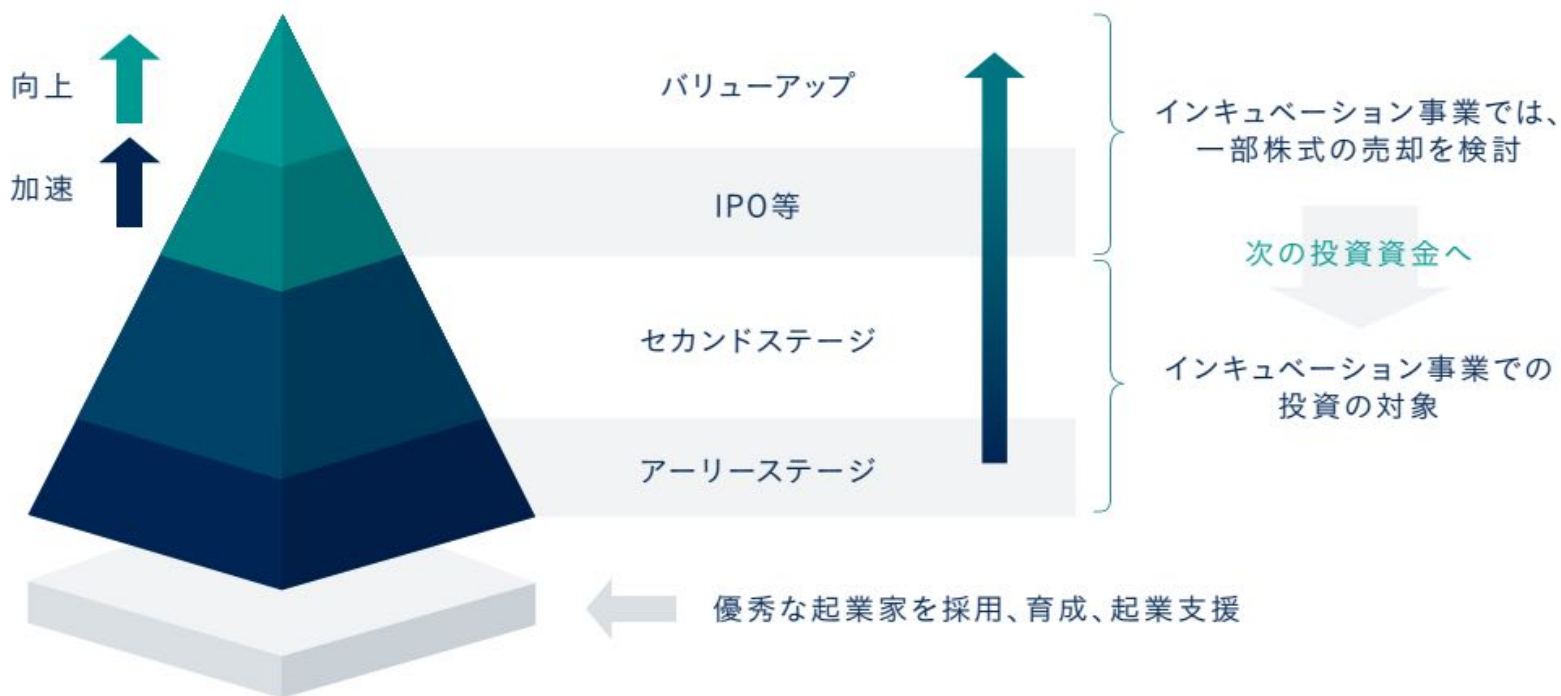 向上
加速
バリューアップ
IPO等
セカンドステージ
アーリーステージ
インキュベーション事業では、
一部株式の売却を検討
次の投資資金へ
インキュベーション事業での
投資の対象
優秀な起業家を採用、育成、起業支援